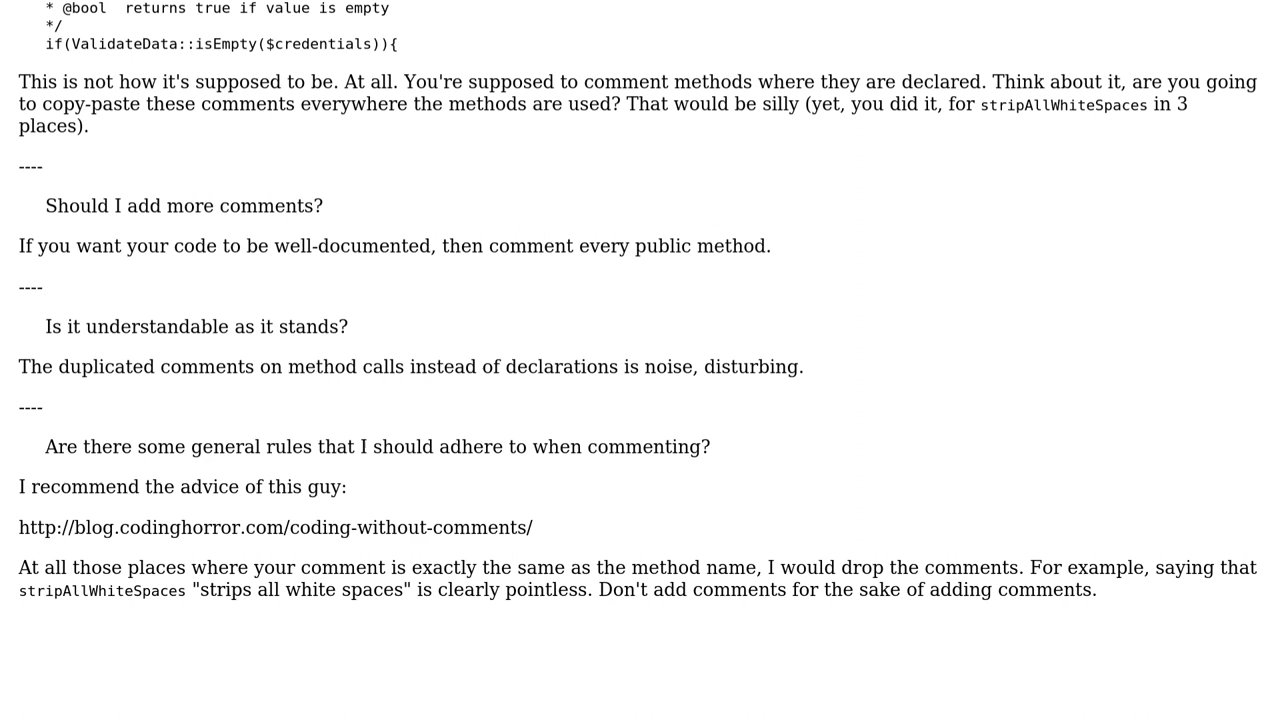 * @bool  returns true if value is empty
*/
if(ValidateData::isEmpty($credentials)){
This is not how it's supposed to be. At all. You're supposed to comment methods where they are declared. Think about it, are you going
to copy-paste these comments everywhere the methods are used? That would be silly (yet, you did it, for stripAllWhiteSpaces in 3
places).
----
Should I add more comments?
If you want your code to be well-documented, then comment every public method.
----
Is it understandable as it stands?
The duplicated comments on method calls instead of declarations is noise, disturbing.
----
Are there some general rules that I should adhere to when commenting?
I recommend the advice of this guy:
http://blog.codinghorror.com/coding-without-comments/
At all those places where your comment is exactly the same as the method name, I would drop the comments. For example, saying that
stripAllWhiteSpaces "strips all white spaces" is clearly pointless. Don't add comments for the sake of adding comments.